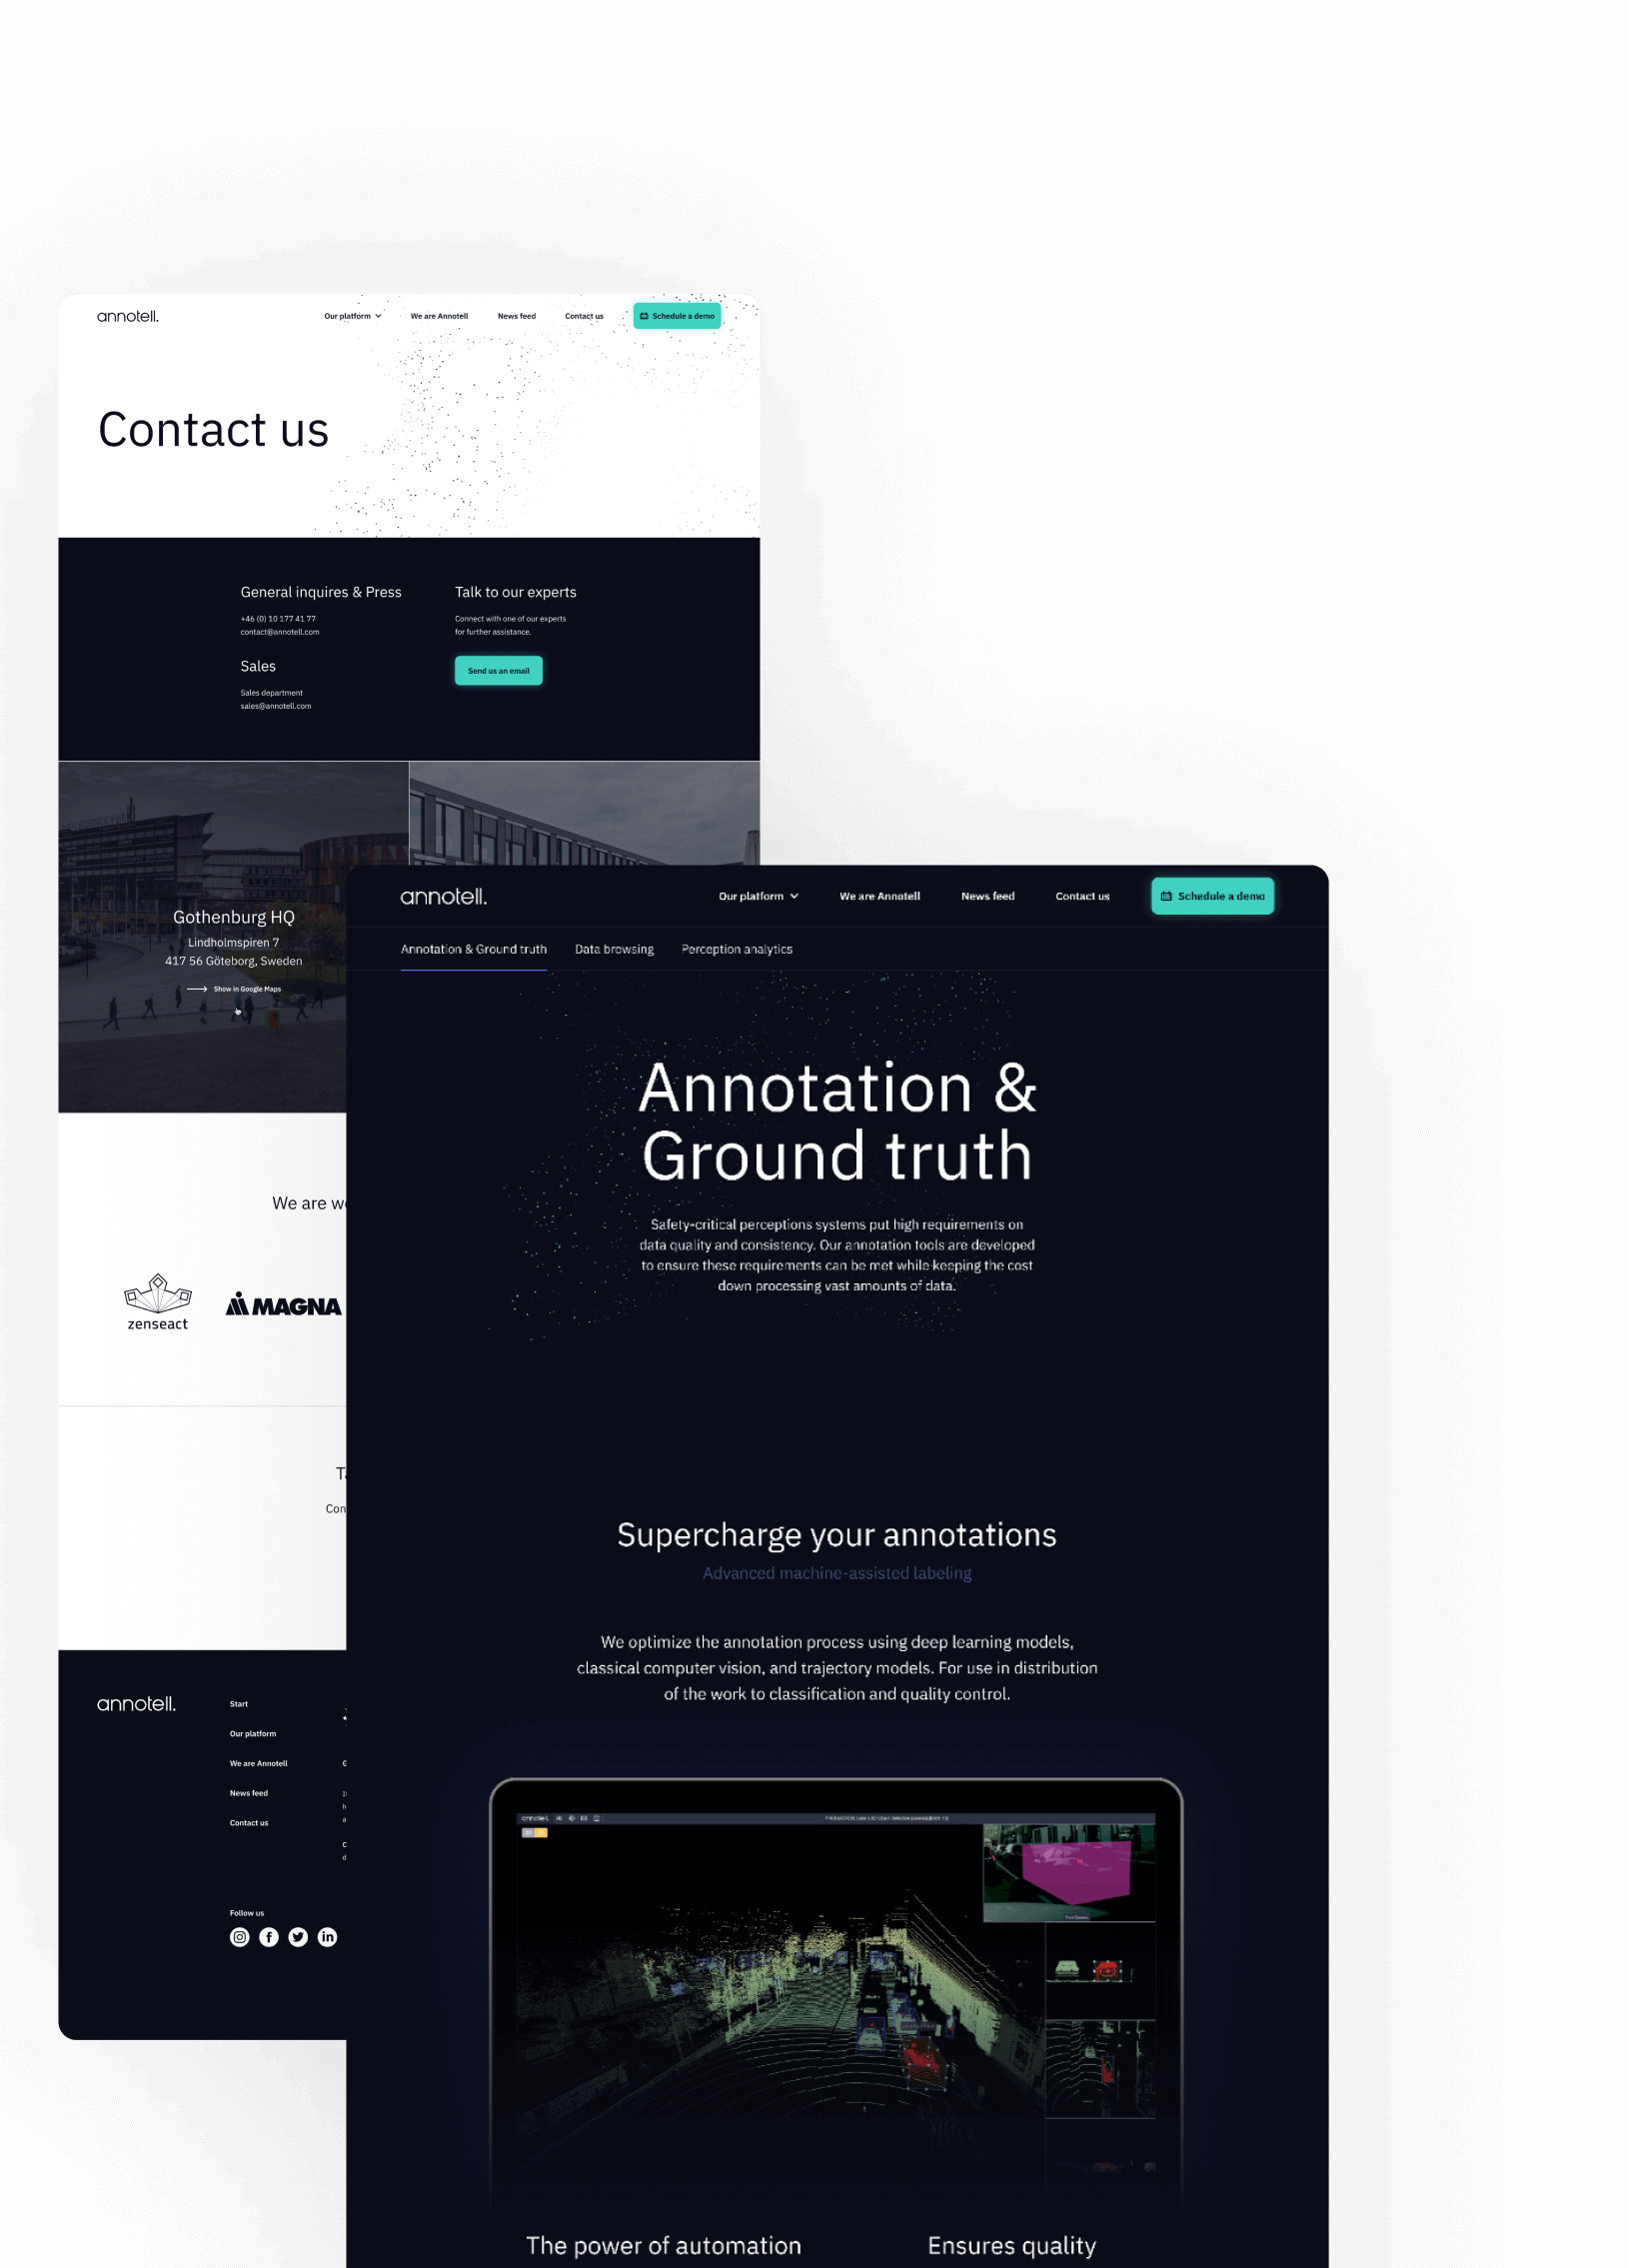 annotell.
Our platform
We are Annotell
News feed
Contact us
Schedule a demo
Contact us
General inquires & Press
+46 (0) 10 177 41 77
contact@annotell.com
Sales
Sales department
sales@annotell.com
Talk to our experts
Connect with one of our experts
for further assistance.
Send us an email
Gothenburg HQ
Lindholmspiren 7
417 56 Göteborg, Sweden
Show in Google Maps
We are
zenseact
MAGNA
annotell.
Start
Our platform
We are Annotell
News feed
Contact us
Follow us
annotell.
Our platform
We are Annotell
News feed
Contact us
Schedule a demo
Annotation & Ground truth
Data browsing
Perception analytics
Annotation &
Ground truth
Safety-critical perceptions systems put high requirements on
data quality and consistency. Our annotation tools are developed
to ensure these requirements can be met while keeping the cost
down processing vast amounts of data.
Supercharge your annotations
Advanced machine-assisted labeling
We optimize the annotation process using deep learning models,
classical computer vision, and trajectory models. For use in distribution
of the work to classification and quality control.
annotell.
The power of automation
Ensures quality